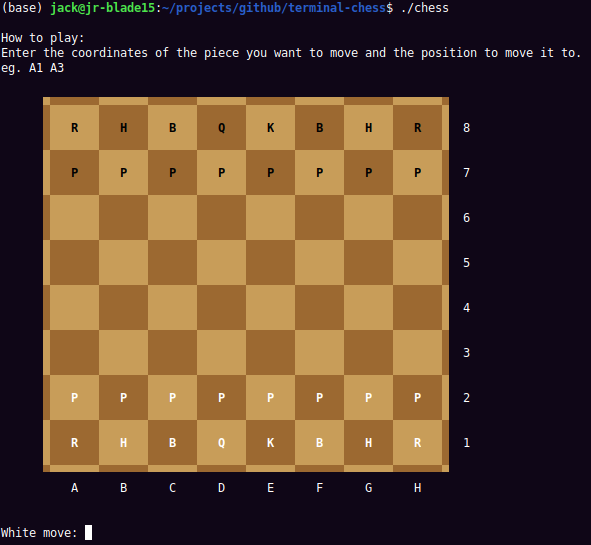 (base) jack@jr-blade15:~/projects/github/terminal-chess$ ./chess
How to play:
Enter the coordinates of the piece you want to move and the position to move it to.
eg. A1 A3
R H B Q K B H R 8
P P P P P P P P 7
6
5
4
3
P P P P P P P P 2
R H B Q K B H R 1
A B C D E F G H
White move: